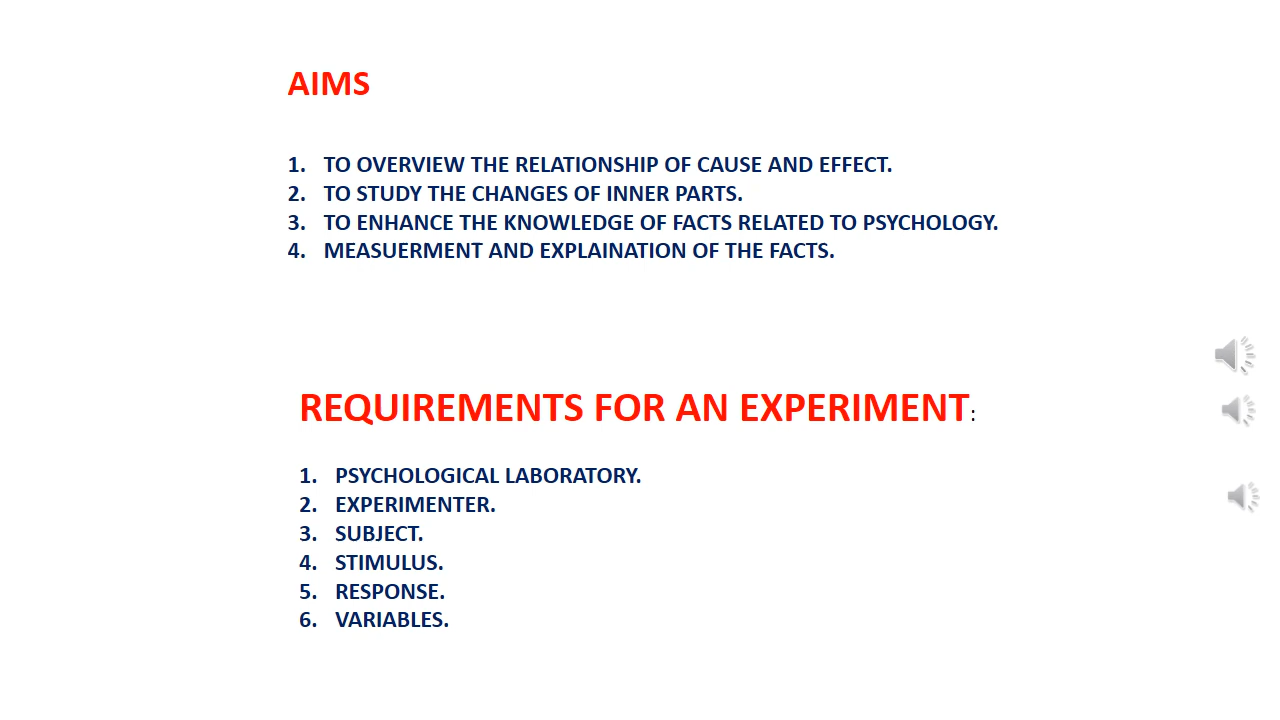 AIMS
1. TO OVERVIEW THE RELATIONSHIP OF CAUSE AND EFFECT.
2. TO STUDY THE CHANGES OF INNER PARTS.
3. TO ENHANCE THE KNOWLEDGE OF FACTS RELATED TO PSYCHOLOGY.
4. MEASUERMENT AND EXPLAINATION OF THE FACTS.
REQUIREMENTS FOR AN EXPERIMENT:
1. PSYCHOLOGICAL LABORATORY.
2. EXPERIMENTER.
3. SUBJECT.
4. STIMULUS.
5. RESPONSE.
6. VARIABLES.